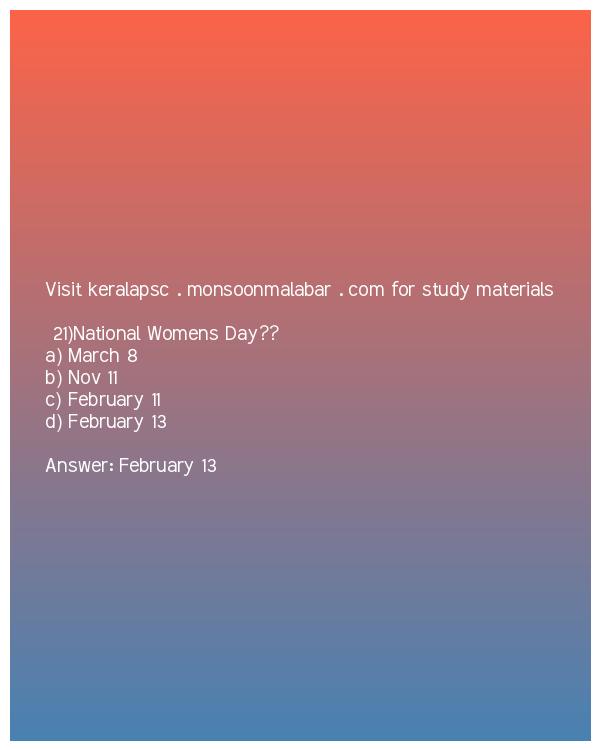 Visit keralapsc . monsoonmalabar . com for study materials
21)National Womens Day??
a) March 8
b) Nov 11
c) February 11
d) February 13
Answer: February 13